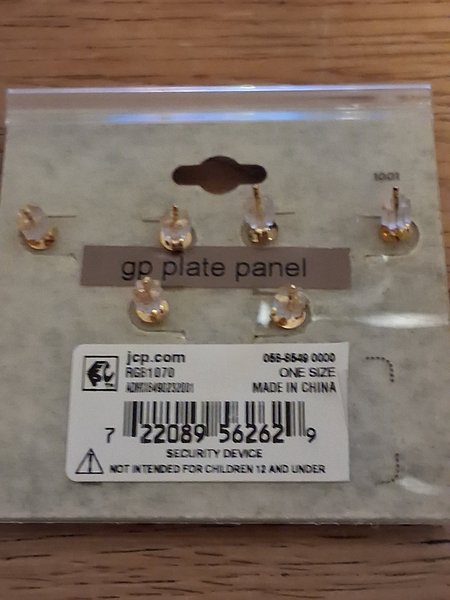 1001
gp plate panel
jcp.com 056-6549 0000
RGB1070 ONE SIZE
MADE IN CHINA
7 22089 56262 9
SECURITY DEVICE
NOT INTENDED FOR CHILDREN 12 AND UNDER